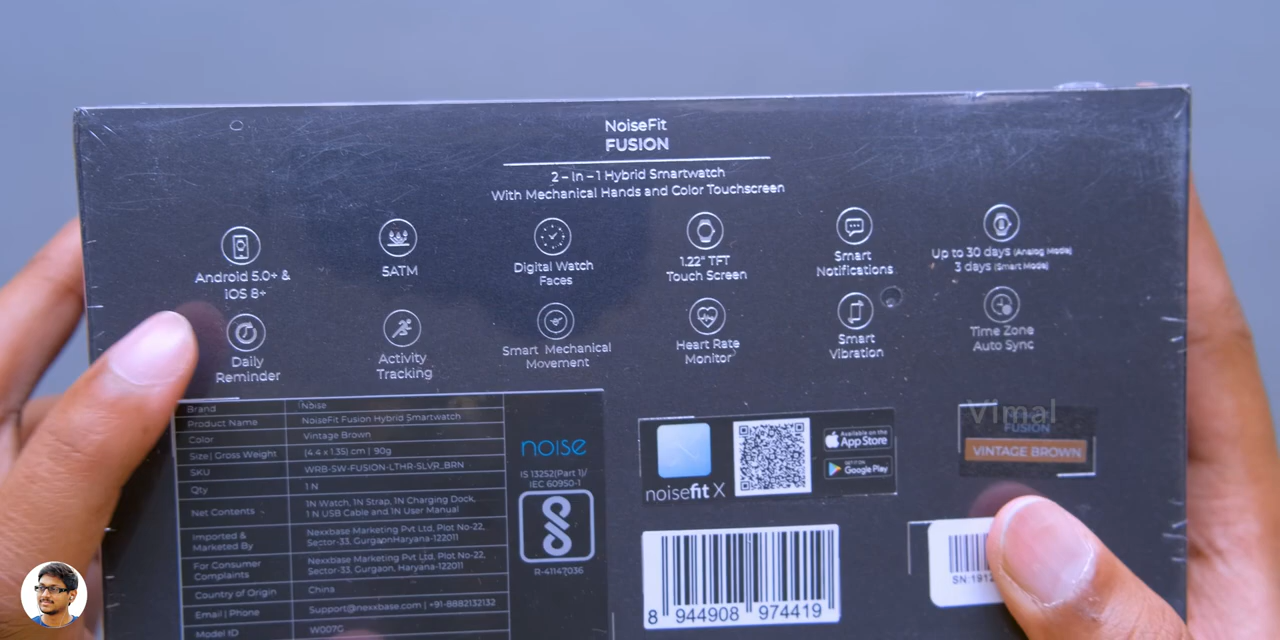 NoiseFit
FUSION
2 – In – 1 Hybrid Smartwatch
With Mechanical Hands and Color Touchscreen
Android 5.0+ &
iOS 8+
5ATM
Digital Watch
Faces
1.22" TFT
Touch Screen
Smart
Notifications
Up to 30 days (Analog Mode)
3 days (Smart Mode)
Daily
Reminder
Activity
Tracking
Smart Mechanical
Movement
Heart Rate
Monitor
Smart
Vibration
Time Zone
Auto Sync
Brand Noise
Product Name NoiseFit Fusion Hybrid Smartwatch
Color Vintage Brown
Size| Gross Weight (4.4 x 1.35) cm | 90g
SKU WRB-SW-FUSION-LTHR-SLVR_BRN
Qty 1 N
Net Contents 1N Watch, 1N Strap, 1N Charging Dock,
1 N USB Cable and 1N User Manual
Imported &
Marketed By
Nexxbase Marketing Pvt Ltd, Plot No-22,
Sector-33, GurgaonHaryana-122011
For Consumer
Complaints
Nexxbase Marketing Pvt Ltd, Plot No-22,
Sector-33, Gurgaon, Haryana-122011
Country of Origin China
Email | Phone Support@nexxbase.com | +91-8882132132
Model ID W007G
noise
IS 13252(Part 1)/
IEC 60950-1
R-41147036
noisefit X
Available on the
App Store
GET IT ON
Google Play
Vimal
FUSION
VINTAGE BROWN
8 944908 974419
SN:1912